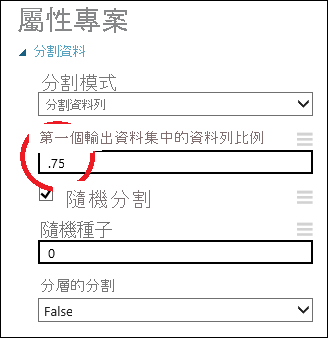 屬性專案
分割資料
分割模式
分割資料列
第一個輸出資料集中的資料列比例
.75
隨機分割
隨機種子
0
分層的分割
False